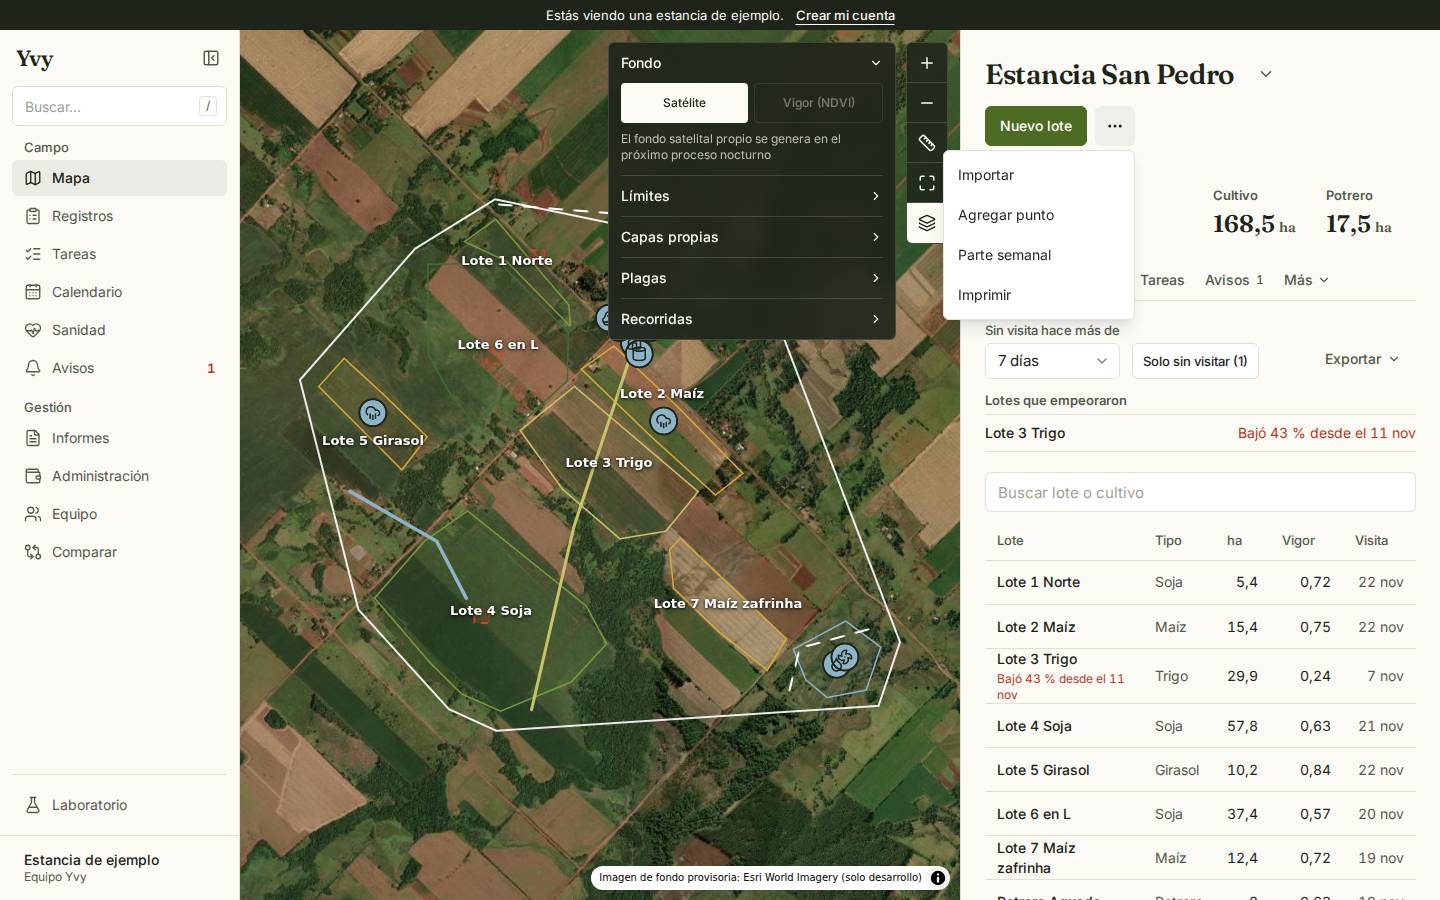 Estás viendo una estancia de ejemplo. Crear mi cuenta
Yvy
Buscar... /
Campo
Mapa
Registros
Tareas
Calendario
Sanidad
Avisos 1
Gestión
Informes
Administración
Equipo
Comparar
Laboratorio
Estancia de ejemplo
Equipo Yvy
Fondo
Satélite Vigor (NDVI)
El fondo satelital propio se genera en el
próximo proceso nocturno
Límites
Capas propias
Plagas
Recorridas
Lote 1 Norte
Lote 6 en L
Lote 2 Maíz
Lote 5 Girasol
Lote 3 Trigo
Lote 4 Soja
Lote 7 Maíz zafrinha
Imagen de fondo provisoria: Esri World Imagery (solo desarrollo)
Estancia San Pedro
Nuevo lote
Importar
Agregar punto
Parte semanal
Imprimir
Cultivo Potrero
168,5 ha 17,5 ha
Tareas Avisos 1 Más
Sin visita hace más de
7 días Solo sin visitar (1) Exportar
Lotes que empeoraron
Lote 3 Trigo Bajó 43 % desde el 11 nov
Buscar lote o cultivo
Lote Tipo ha Vigor Visita
Lote 1 Norte Soja 5,4 0,72 22 nov
Lote 2 Maíz Maíz 15,4 0,75 22 nov
Lote 3 Trigo
Bajó 43 % desde el 11
nov
Trigo 29,9 0,24 7 nov
Lote 4 Soja Soja 57,8 0,63 21 nov
Lote 5 Girasol Girasol 10,2 0,84 22 nov
Lote 6 en L Soja 37,4 0,57 20 nov
Lote 7 Maíz
zafrinha
Maíz 12,4 0,72 19 nov